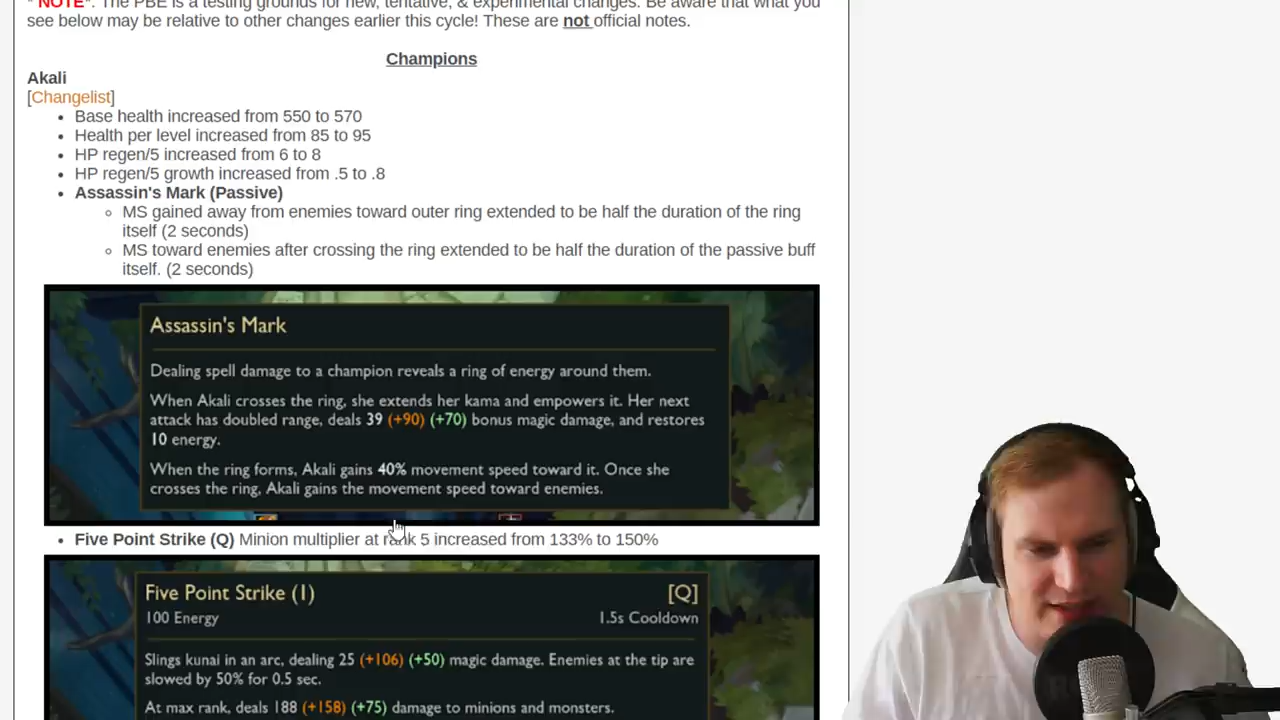 *NOTE*: The PBE is a testing grounds for new, tentative, & experimental changes. Be aware that what you
see below may be relative to other changes earlier this cycle! These are not official notes.
Champions
Akali
[Changelist]
• Base health increased from 550 to 570
• Health per level increased from 85 to 95
• HP regen/5 increased from 6 to 8
• HP regen/5 growth increased from .5 to .8
• Assassin's Mark (Passive)
◦ MS gained away from enemies toward outer ring extended to be half the duration of the ring
itself (2 seconds)
◦ MS toward enemies after crossing the ring extended to be half the duration of the passive buff
itself. (2 seconds)
Assassin's Mark
Dealing spell damage to a champion reveals a ring of energy around them.
When Akali crosses the ring, she extends her kama and empowers it. Her next
attack has doubled range, deals 39 (+90) (+70) bonus magic damage, and restores
10 energy.
When the ring forms, Akali gains 40% movement speed toward it. Once she
crosses the ring, Akali gains the movement speed toward enemies.
• Five Point Strike (Q) Minion multiplier at rank 5 increased from 133% to 150%
Five Point Strike (1) [Q]
100 Energy 1.5s Cooldown
Slings kunai in an arc, dealing 25 (+106) (+50) magic damage. Enemies at the tip are
slowed by 50% for 0.5 sec.
At max rank, deals 188 (+158) (+75) damage to minions and monsters.